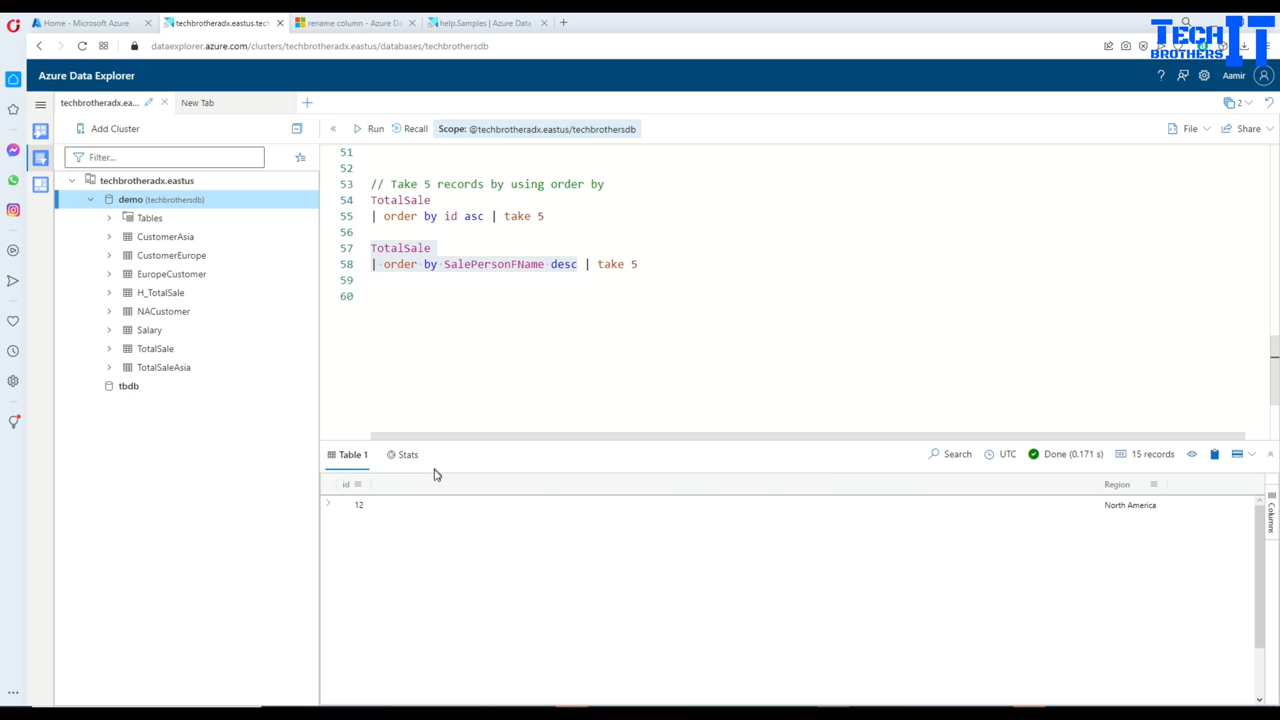 Home - Microsoft Azure
techbrotheradx.eastus.tech
rename column - Azure Da
help.Samples | Azure Data
TECH IT
BROTHERS
dataexplorer.azure.com/clusters/techbrotheradx.eastus/databases/techbrothersdb
Azure Data Explorer
Aamir
techbrotheradx.ea...
New Tab
2
Add Cluster
Run
Recall
Scope: @techbrotheradx.eastus/techbrothersdb
File
Share
Filter...
techbrotheradx.eastus
demo (techbrothersdb)
Tables
CustomerAsia
CustomerEurope
EuropeCustomer
H_TotalSale
NACustomer
Salary
TotalSale
TotalSaleAsia
tbdb
51
52
53 // Take 5 records by using order by
54 TotalSale
55 | order by id asc | take 5
56
57 TotalSale
58 | order by SalePersonFName desc | take 5
59
60
Table 1
Stats
Search
UTC
Done (0.171 s)
15 records
id
Region
12
North America
Columns